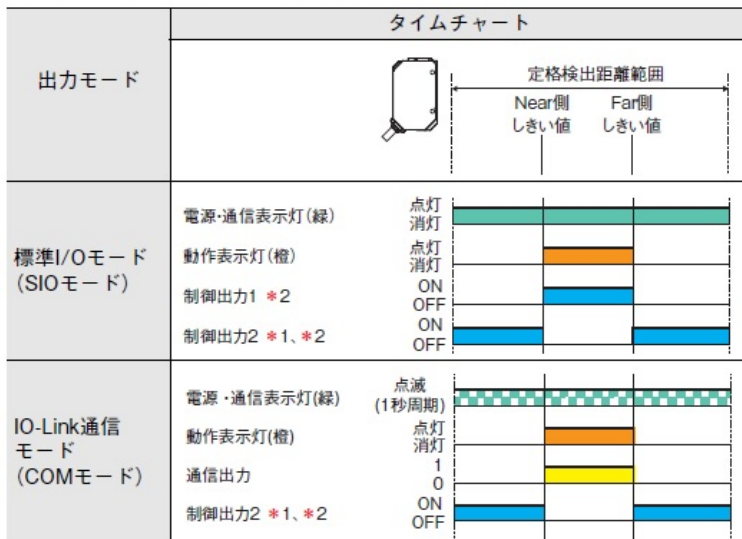 タイムチャート
出力モード
定格検出距離範囲
Near側
しきい値
Far側
しきい値
標準I/Oモード
(SIOモード)
電源・通信表示灯(緑)
点灯
消灯
動作表示灯(橙)
点灯
消灯
制御出力1 *2
ON
OFF
制御出力2 *1、*2
ON
OFF
IO-Link通信
モード
(COMモード)
電源・通信表示灯(緑)
点滅
(1秒周期)
動作表示灯(橙)
点灯
消灯
通信出力
1
0
制御出力2 *1、*2
ON
OFF